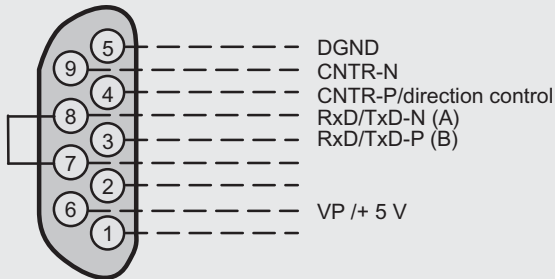 5 DGND
9 CNTR-N
4 CNTR-P/direction control
8 RxD/TxD-N (A)
3 RxD/TxD-P (B)
7
2
6 VP /+ 5 V
1